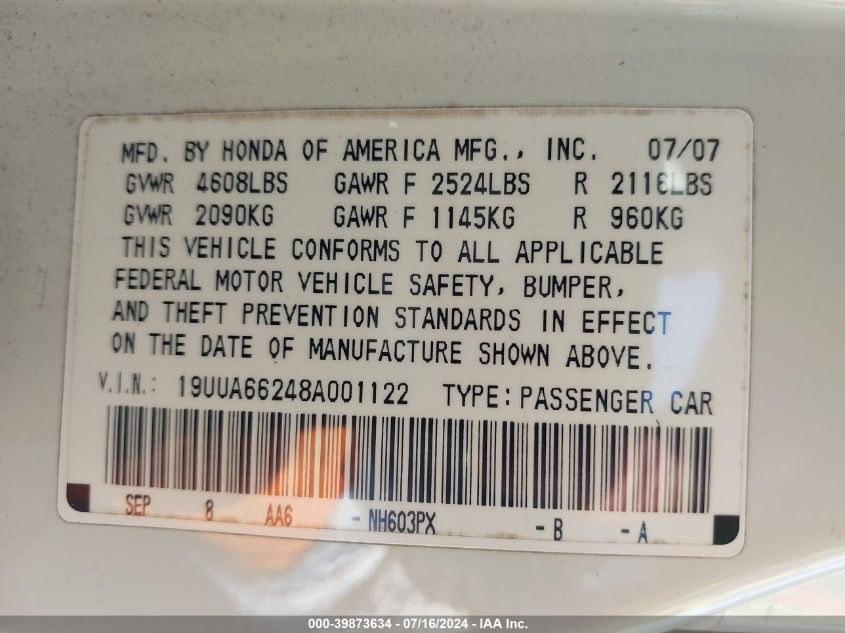 MFD. BY HONDA OF AMERICA MFG., INC. 07/07
GVWR 4608LBS GAWR F 2524LBS R 2116LBS
GVWR 2090KG GAWR F 1145KG R 960KG
THIS VEHICLE CONFORMS TO ALL APPLICABLE
FEDERAL MOTOR VEHICLE SAFETY, BUMPER,
AND THEFT PREVENTION STANDARDS IN EFFECT
ON THE DATE OF MANUFACTURE SHOWN ABOVE.
V.I.N.: 19UUA66248A001122 TYPE: PASSENGER CAR
SEP 8 AA6 - NH603PX - B - A
000-39873634 - 07/16/2024 - IAA Inc.